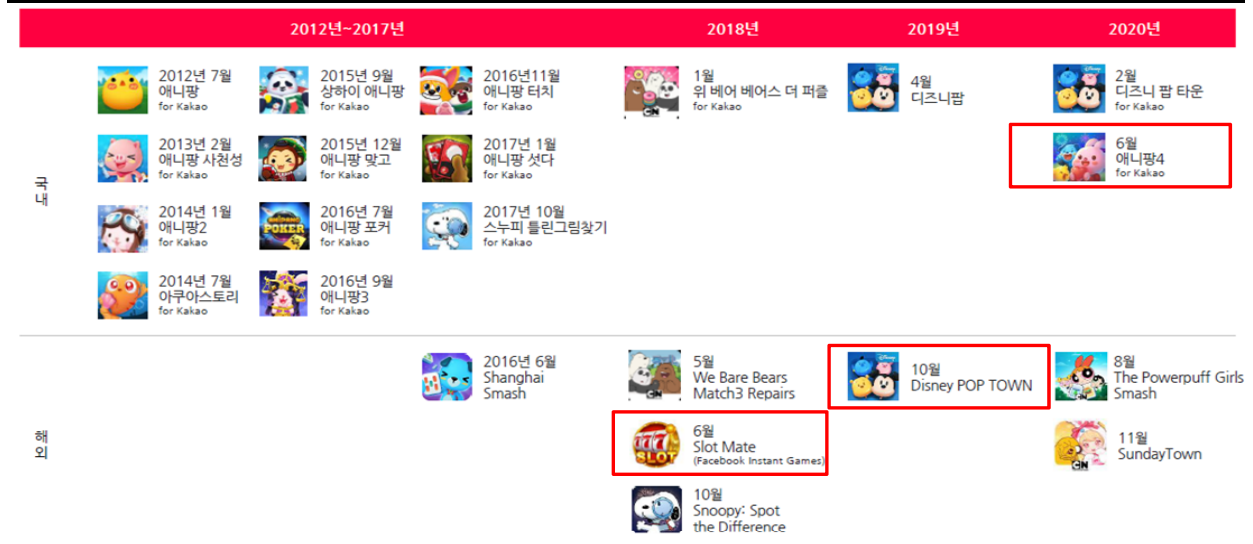 2012년~2017년
2018년
2019년
2020년
국
내
2012년 7월
애니팡
for Kakao
2013년 2월
애니팡 사천성
for Kakao
2014년 1월
애니팡2
for Kakao
2014년 7월
아쿠아스토리
for Kakao
2015년 9월
상하이 애니팡
for Kakao
2015년 12월
애니팡 맞고
for Kakao
2016년 7월
애니팡 포커
for Kakao
POKER
2016년 9월
애니팡3
for Kakao
2016년11월
애니팡 터치
for Kakao
2017년 1월
애니팡 섯다
for Kakao
2017년 10월
스누피 틀린그림찾기
for Kakao
1월
위 베어 베어스 더 퍼즐
for Kakao
CN
4월
디즈니팝
Disney
2월
디즈니 팝 타운
for Kakao
Disney
6월
애니팡4
for Kakao
해
외
2016년 6월
Shanghai
Smash
5월
We Bare Bears
Match3 Repairs
CN
6월
Slot Mate
(Facebook Instant Games)
777
SLOT
10월
Snoopy: Spot
the Difference
10월
Disney POP TOWN
Disney
8월
The Powerpuff Girls
Smash
CN
11월
SundayTown
CN